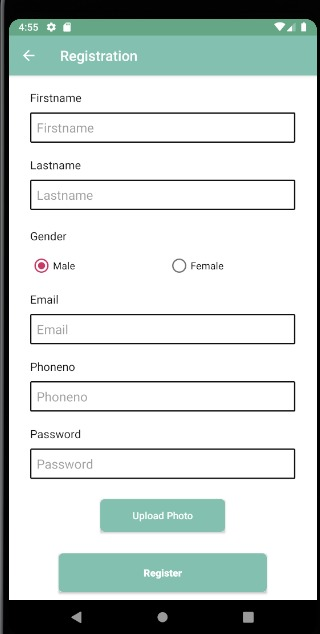 4:55
Registration
Firstname
Firstname
Lastname
Lastname
Gender
Male Female
Email
Email
Phoneno
Phoneno
Password
Password
Upload Photo
Register